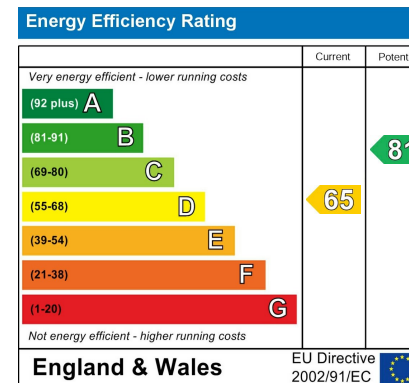 Energy Efficiency Rating
Current
Potent
Very energy efficient - lower running costs
(92 plus) A
(81-91) B
81
(69-80) C
(55-68) D
65
(39-54) E
(21-38) F
(1-20) G
Not energy efficient - higher running costs
England & Wales
EU Directive
2002/91/EC